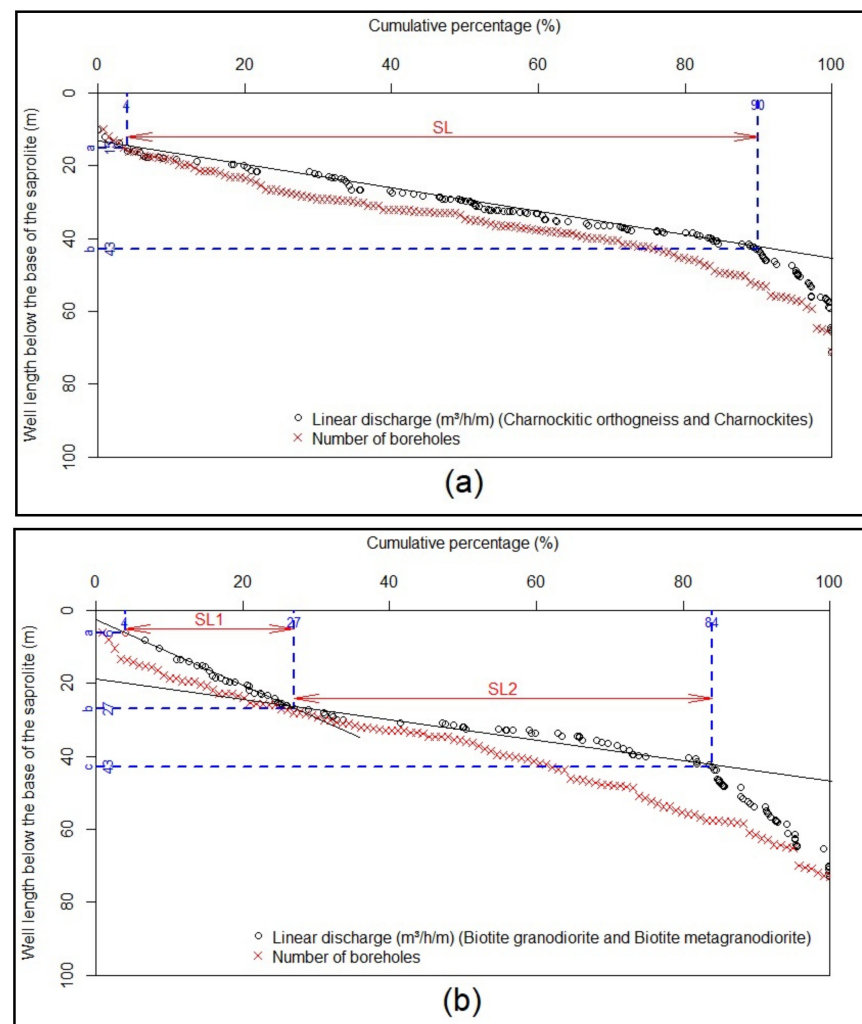 Cumulative percentage (%)
0 20 40 60 80 100
4 90
SL
Well length below the base of the saprolite (m)
0
20
40
60
80
100
a 15
b 43
Linear discharge (m³/h/m) (Charnockitic orthogneiss and Charnockites)
Number of boreholes
(a)
Cumulative percentage (%)
0 20 40 60 80 100
4 27 84
SL1
SL2
Well length below the base of the saprolite (m)
0
20
40
60
80
100
a 6
b 27
c 43
Linear discharge (m³/h/m) (Biotite granodiorite and Biotite metagranodiorite)
Number of boreholes
(b)